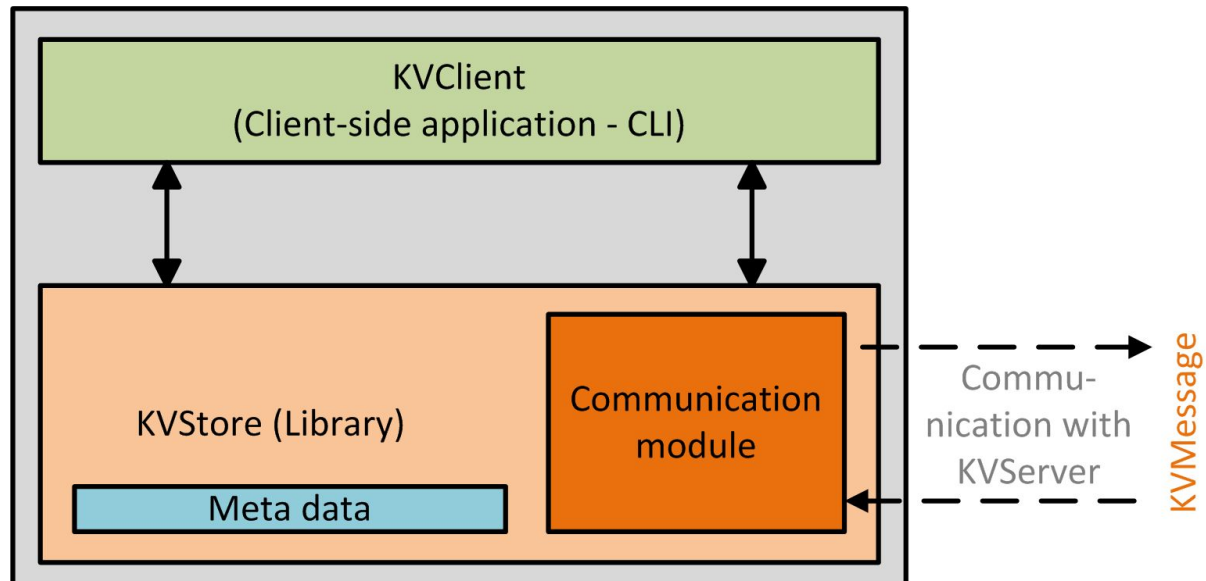 KVClient
(Client-side application - CLI)
KVStore (Library)
Meta data
Communication
module
Commu-
nication with
KVServer
KVMessage